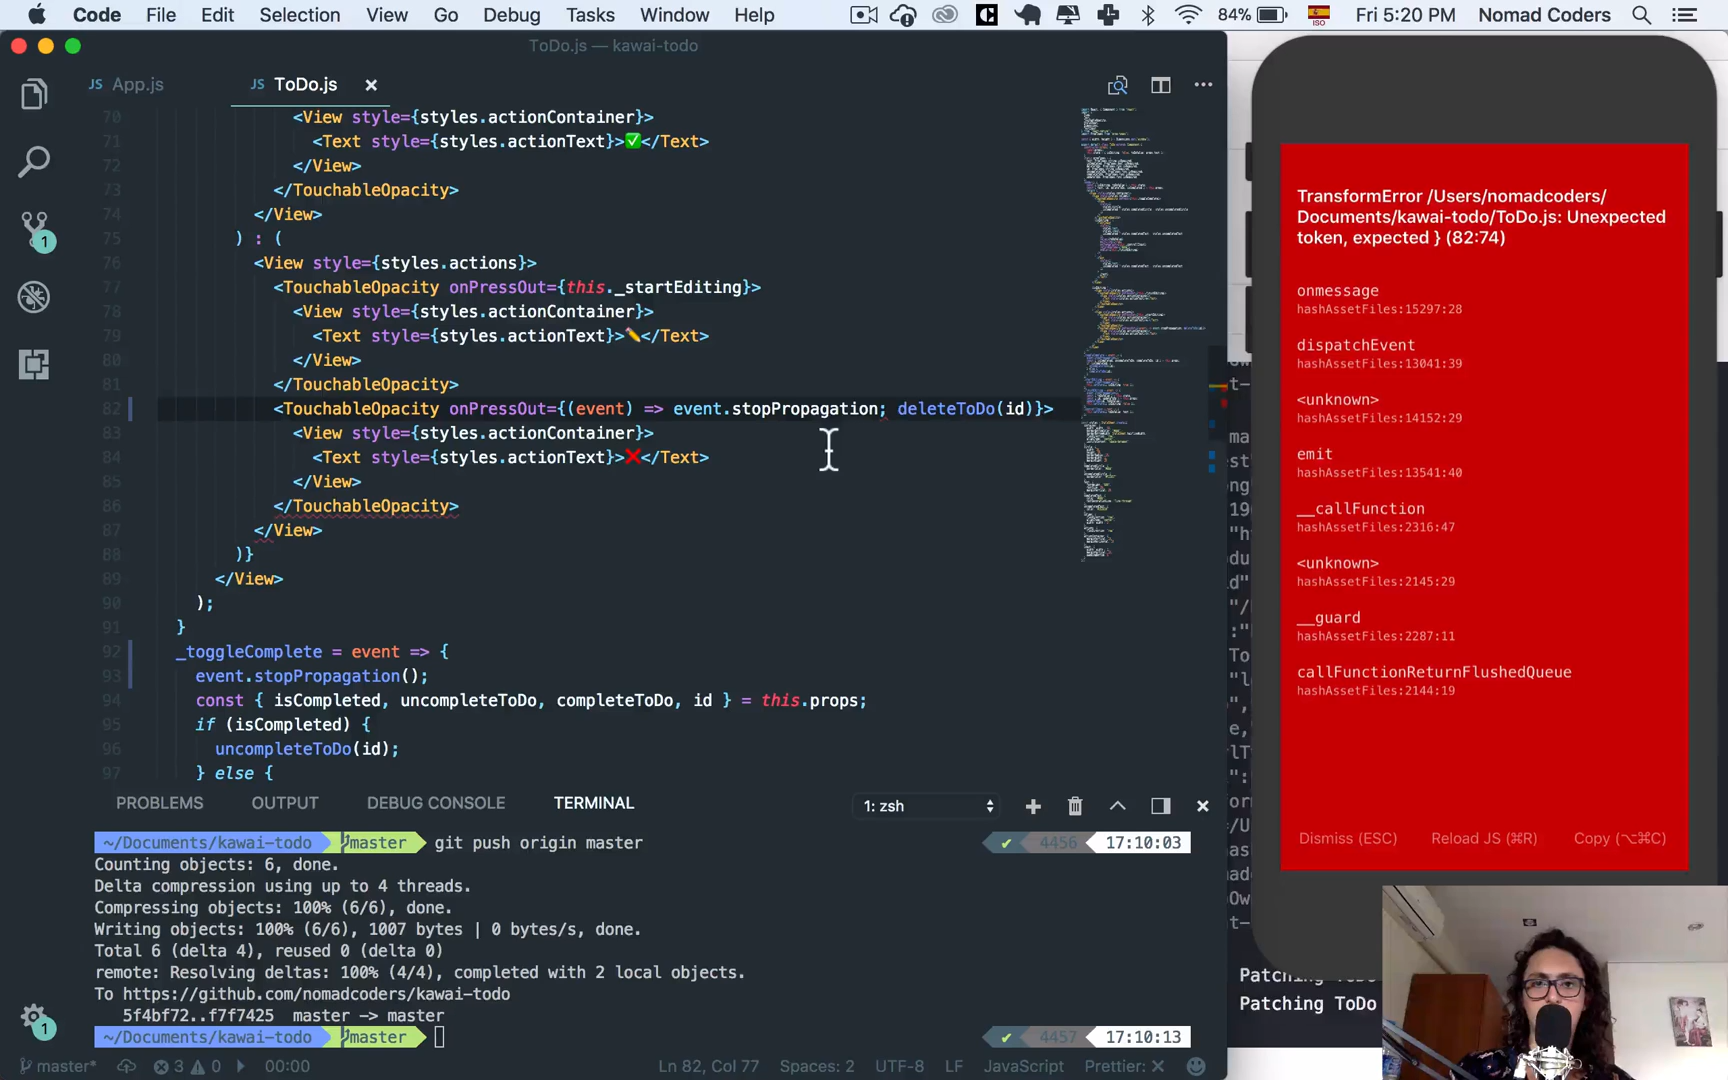 Code File Edit Selection View Go Debug Tasks Window Help 84% ISO Fri 5:20 PM Nomad Coders
ToDo.js — kawai-todo
JS App.js JS ToDo.js
70 <View style={styles.actionContainer}>
71 <Text style={styles.actionText}>✅</Text>
72 </View>
73 </TouchableOpacity>
74 </View>
75 ) : (
76 <View style={styles.actions}>
77 <TouchableOpacity onPressOut={this._startEditing}>
78 <View style={styles.actionContainer}>
79 <Text style={styles.actionText}>✏️</Text>
80 </View>
81 </TouchableOpacity>
82 <TouchableOpacity onPressOut={(event) => event.stopPropagation; deleteToDo(id)}>
83 <View style={styles.actionContainer}>
84 <Text style={styles.actionText}>❌</Text>
85 </View>
86 </TouchableOpacity>
87 </View>
88 )}
89 </View>
90 );
91 }
92 _toggleComplete = event => {
93 event.stopPropagation();
94 const { isCompleted, uncompleteToDo, completeToDo, id } = this.props;
95 if (isCompleted) {
96 uncompleteToDo(id);
97 } else {
PROBLEMS OUTPUT DEBUG CONSOLE TERMINAL 1: zsh
~/Documents/kawai-todo master git push origin master ✔ 4456 17:10:03
Counting objects: 6, done.
Delta compression using up to 4 threads.
Compressing objects: 100% (6/6), done.
Writing objects: 100% (6/6), 1007 bytes | 0 bytes/s, done.
Total 6 (delta 4), reused 0 (delta 0)
remote: Resolving deltas: 100% (4/4), completed with 2 local objects.
To https://github.com/nomadcoders/kawai-todo
5f4bf72..f7f7425 master -> master
~/Documents/kawai-todo master ✔ 4457 17:10:13
1
1
master* 3 0 00:00 Ln 82, Col 77 Spaces: 2 UTF-8 LF JavaScript Prettier: ✕
TransformError /Users/nomadcoders/
Documents/kawai-todo/ToDo.js: Unexpected
token, expected } (82:74)
onmessage
hashAssetFiles:15297:28
dispatchEvent
hashAssetFiles:13041:39
<unknown>
hashAssetFiles:14152:29
emit
hashAssetFiles:13541:40
__callFunction
hashAssetFiles:2316:47
<unknown>
hashAssetFiles:2145:29
__guard
hashAssetFiles:2287:11
callFunctionReturnFlushedQueue
hashAssetFiles:2144:19
Dismiss (ESC) Reload JS (⌘R) Copy (⌥⌘C)
Patching ToDo
Patching ToDo